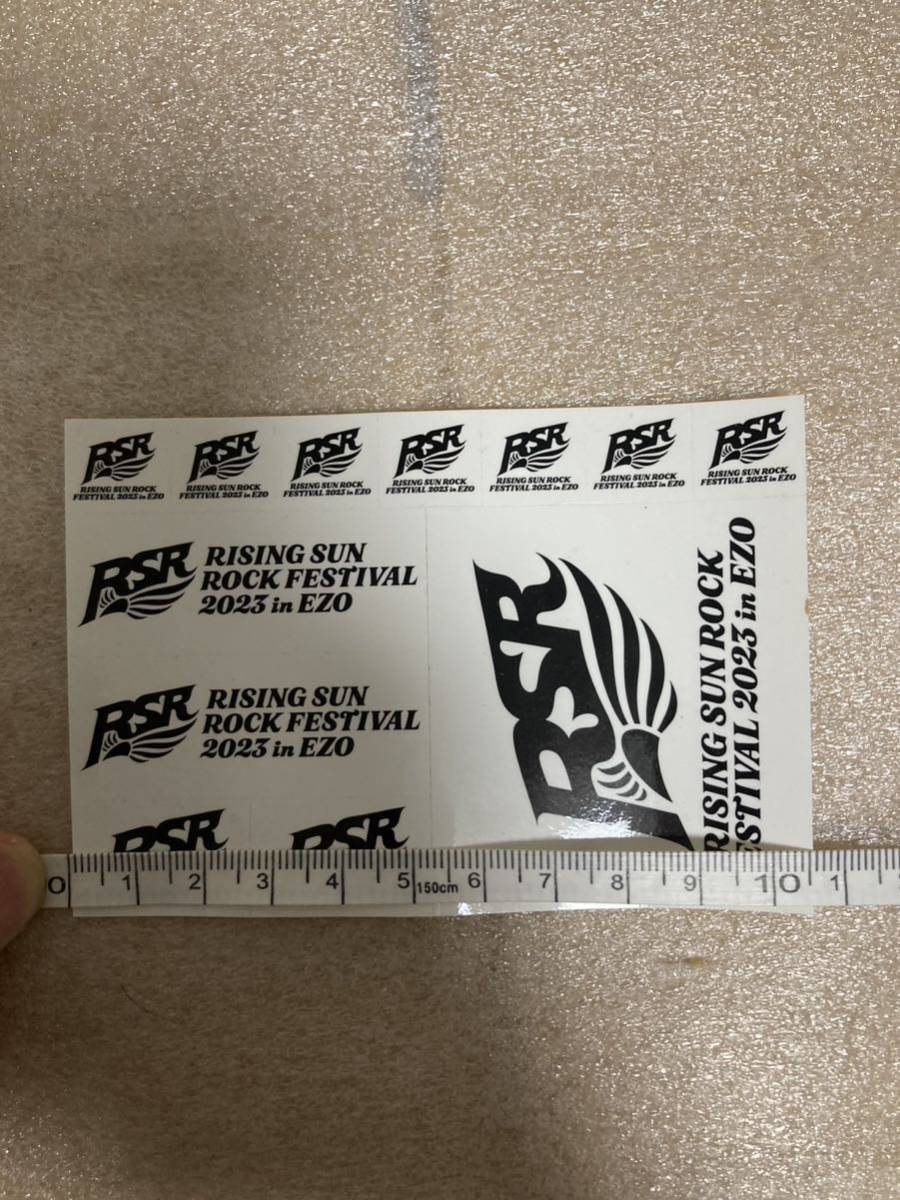 RSR RSR RSR RSR RSR RSR RSR
RISING SUN ROCK RISING SUN ROCK RISING SUN ROCK RISING SUN ROCK RISING SUN ROCK RISING SUN ROCK RISING SUN ROCK
FESTIVAL 2023 in EZO FESTIVAL 2023 in EZO FESTIVAL 2023 in EZO FESTIVAL 2023 in EZO FESTIVAL 2023 in EZO FESTIVAL 2023 in EZO FESTIVAL 2023 in EZO
RSR
RISING SUN
ROCK FESTIVAL
2023 in EZO
RSR
RISING SUN
ROCK FESTIVAL
2023 in EZO
RSR RSR
RSR
RISING SUN ROCK
ESTIVAL 2023 in EZO
0 1 2 3 4 5 150cm 6 7 8 9 10 1